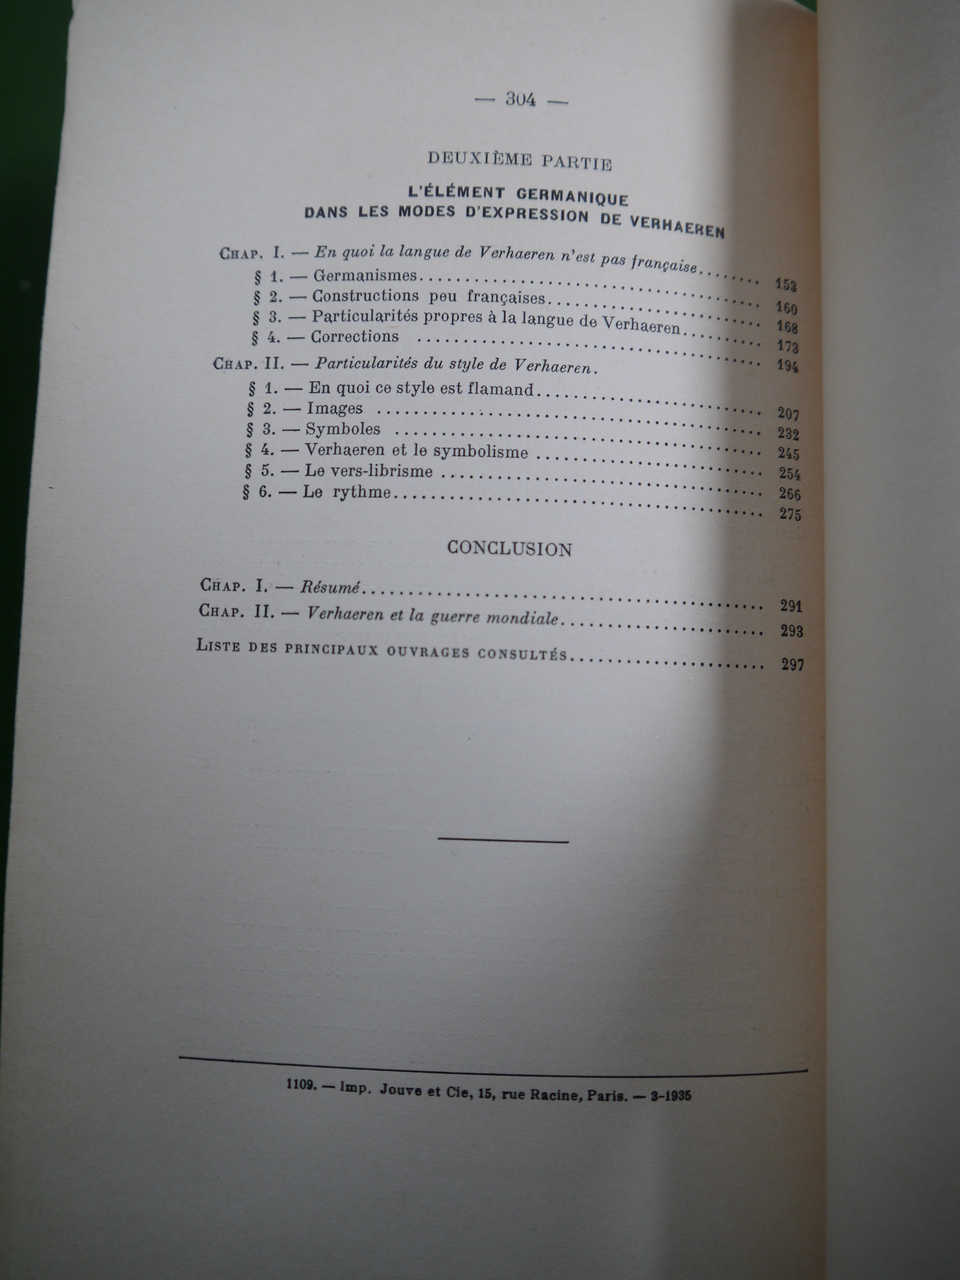 — 304 —
DEUXIÈME PARTIE
L'ÉLÉMENT GERMANIQUE
DANS LES MODES D'EXPRESSION DE VERHAEREN
CHAP. I. — En quoi la langue de Verhaeren n'est pas française........ 153
§ 1. — Germanismes........ 160
§ 2. — Constructions peu françaises........ 168
§ 3. — Particularités propres à la langue de Verhaeren........ 173
§ 4. — Corrections ........ 194
CHAP. II. — Particularités du style de Verhaeren.
§ 1. — En quoi ce style est flamand........ 207
§ 2. — Images ........ 232
§ 3. — Symboles ........ 245
§ 4. — Verhaeren et le symbolisme ........ 254
§ 5. — Le vers-librisme ........ 266
§ 6. — Le rythme........ 275
CONCLUSION
CHAP. I. — Résumé........ 291
CHAP. II. — Verhaeren et la guerre mondiale........ 293
LISTE DES PRINCIPAUX OUVRAGES CONSULTÉS........ 297
1109. — Imp. Jouve et Cie, 15, rue Racine, Paris. — 3-1935